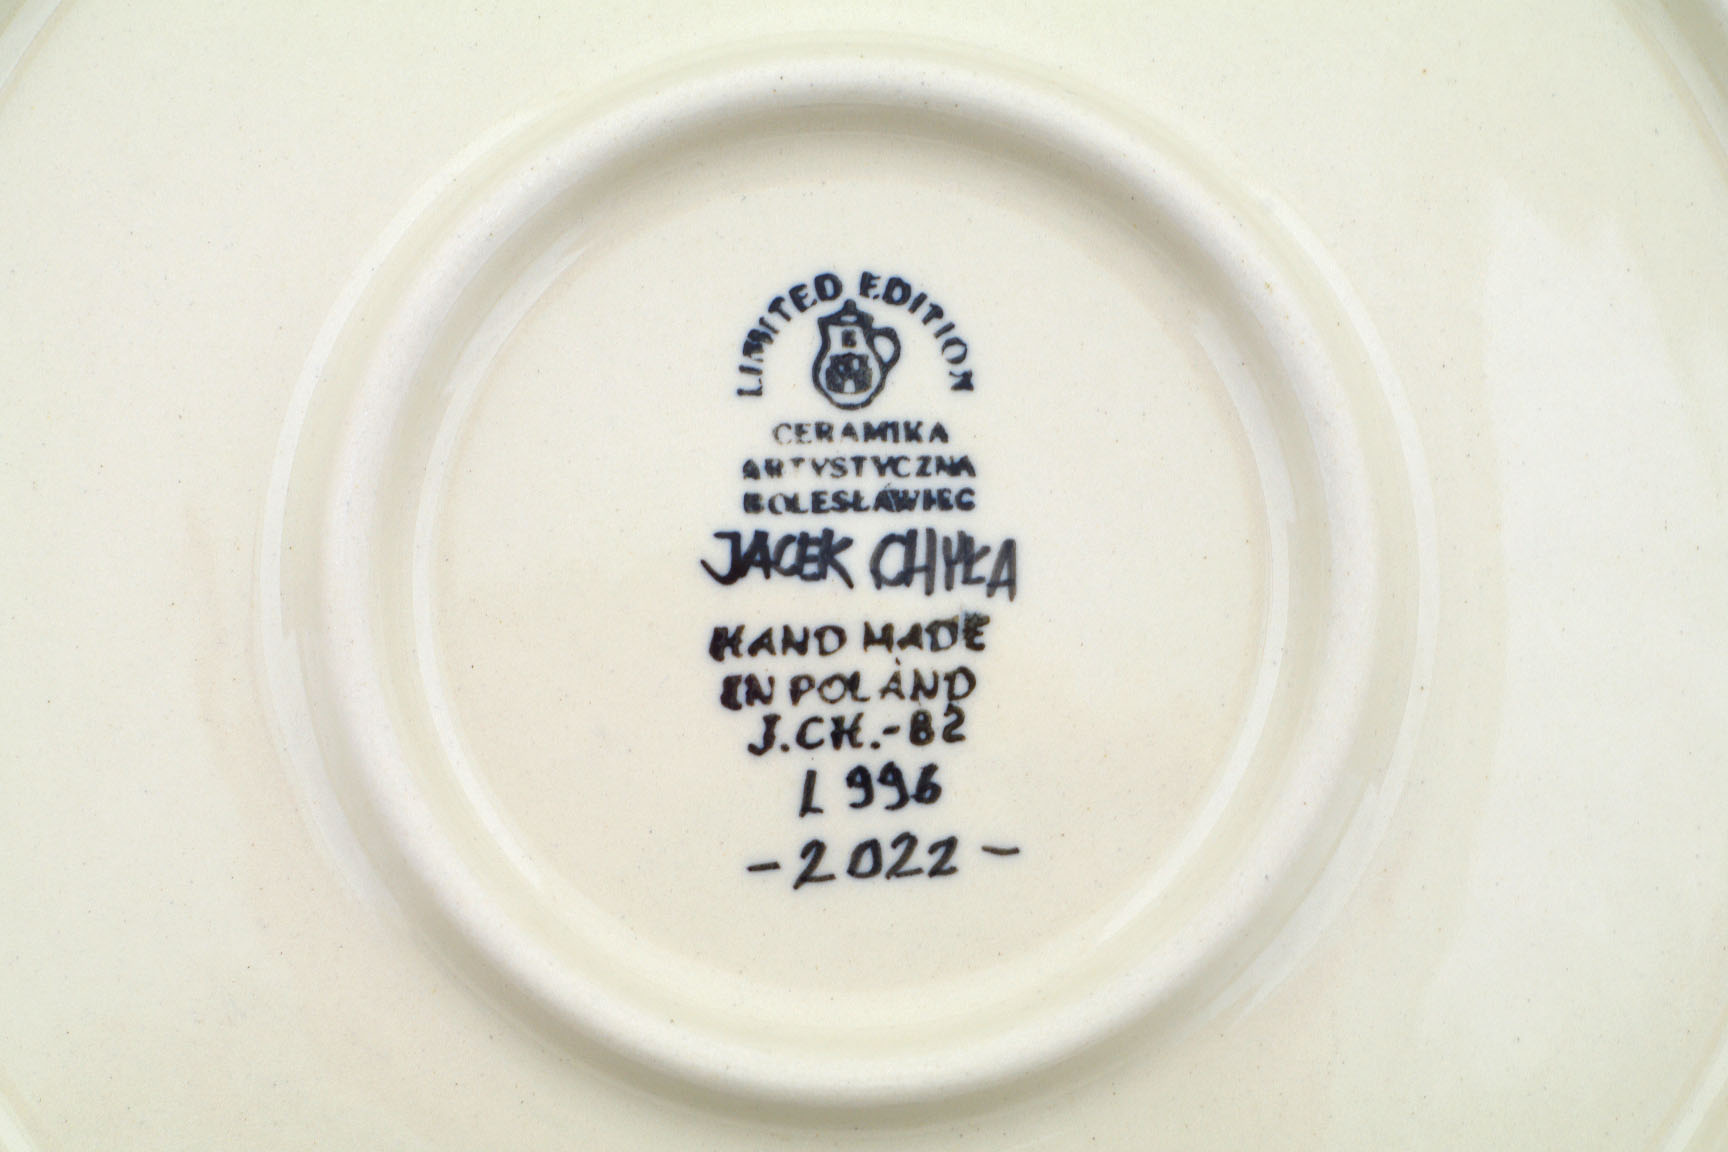 LIMITED EDITION
CERAMIKA
ARTYSTYCZNA
BOLESŁAWIEC
JACEK CHYŁA
HAND MADE
IN POLAND
J.CH.-82
L 996
-2022-